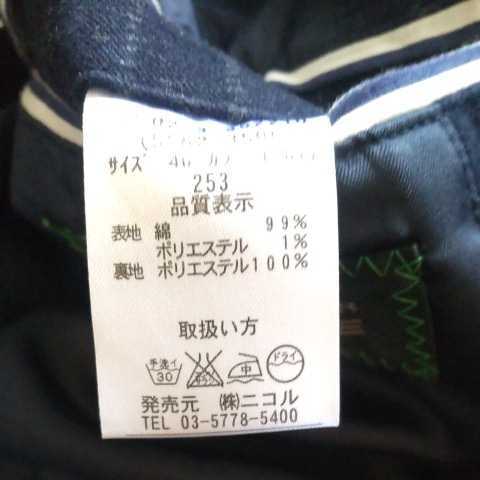 サイズ 46
253
品質表示
表地 綿 99%
ポリエステル 1%
裏地 ポリエステル100%
取扱い方
手洗イ 30 中 ドライ
発売元 (株)ニコル
TEL 03-5778-5400